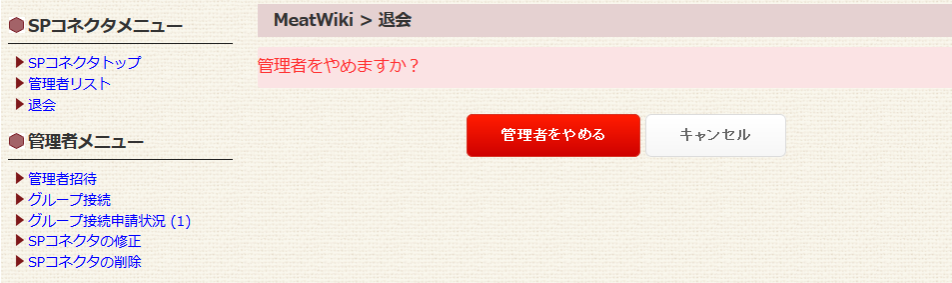 SPコネクタメニュー
SPコネクタトップ
管理者リスト
退会
管理者メニュー
管理者招待
グループ接続
グループ接続申請状況 (1)
SPコネクタの修正
SPコネクタの削除
MeatWiki > 退会
管理者をやめますか？
管理者をやめる
キャンセル